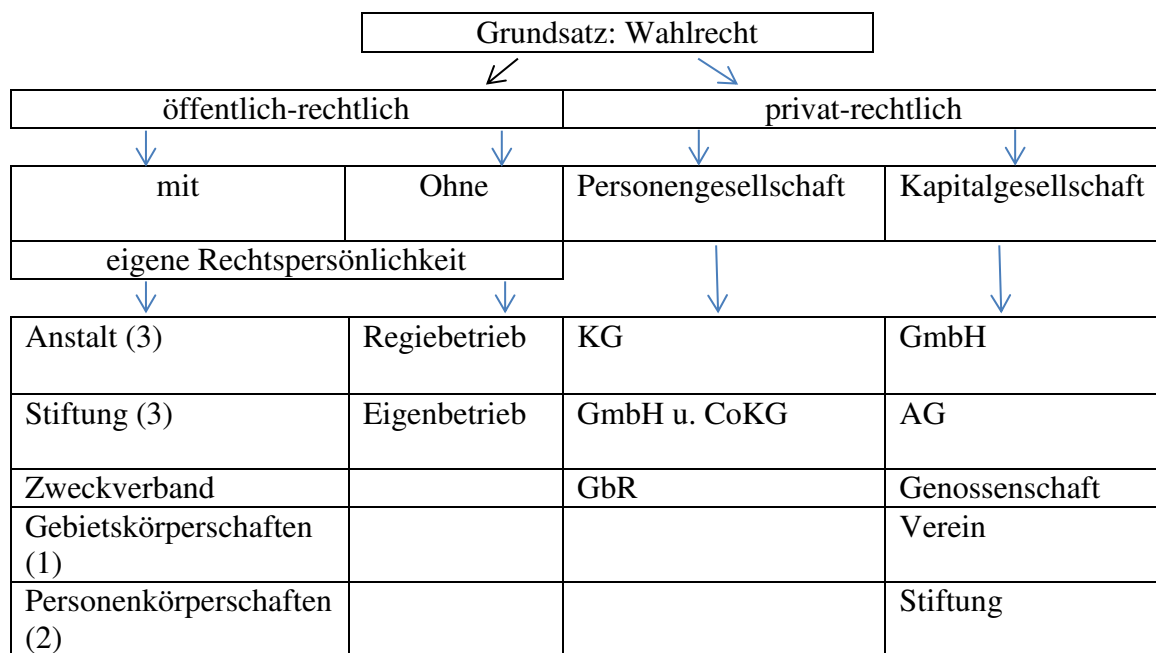 Grundsatz: Wahlrecht
öffentlich-rechtlich privat-rechtlich
mit Ohne Personengesellschaft Kapitalgesellschaft
eigene Rechtspersönlichkeit
Anstalt (3) Regiebetrieb KG GmbH
Stiftung (3) Eigenbetrieb GmbH u. CoKG AG
Zweckverband GbR Genossenschaft
Gebietskörperschaften Verein
(1)
Personenkörperschaften Stiftung
(2)